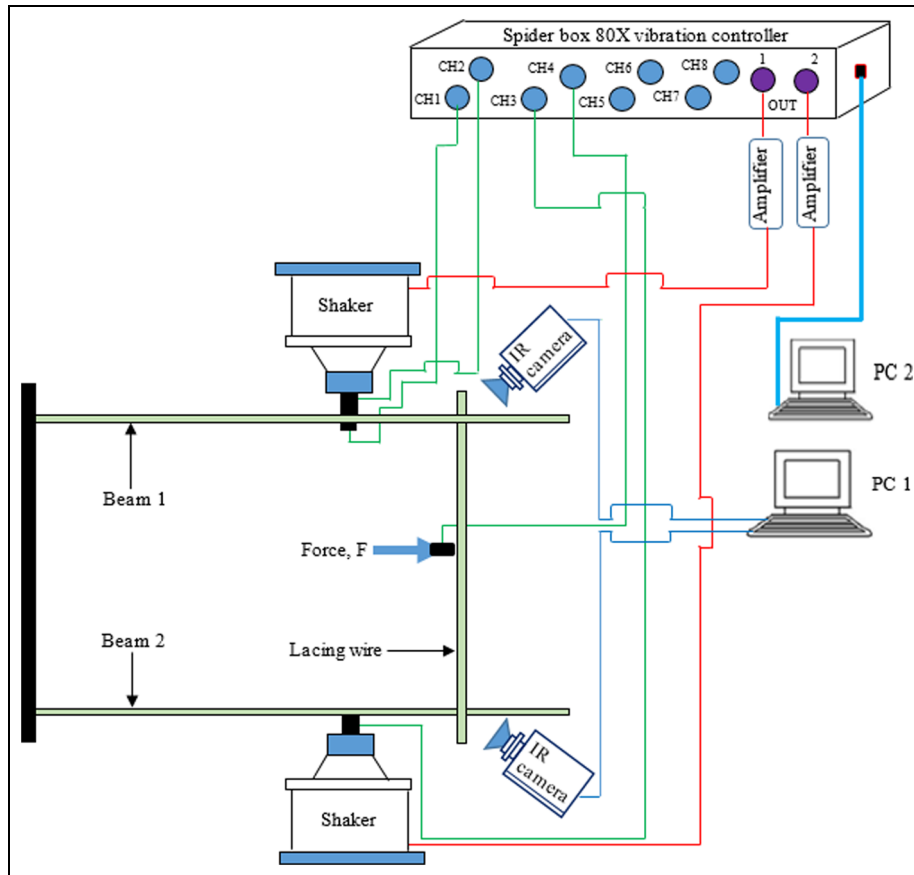 Spider box 80X vibration controller
CH1
CH2
CH3
CH4
CH5
CH6
CH7
CH8
1
2
OUT
Amplifier
Amplifier
Shaker
IR
camera
PC 2
Beam 1
PC 1
Force, F
Beam 2
Lacing wire
IR
camera
Shaker